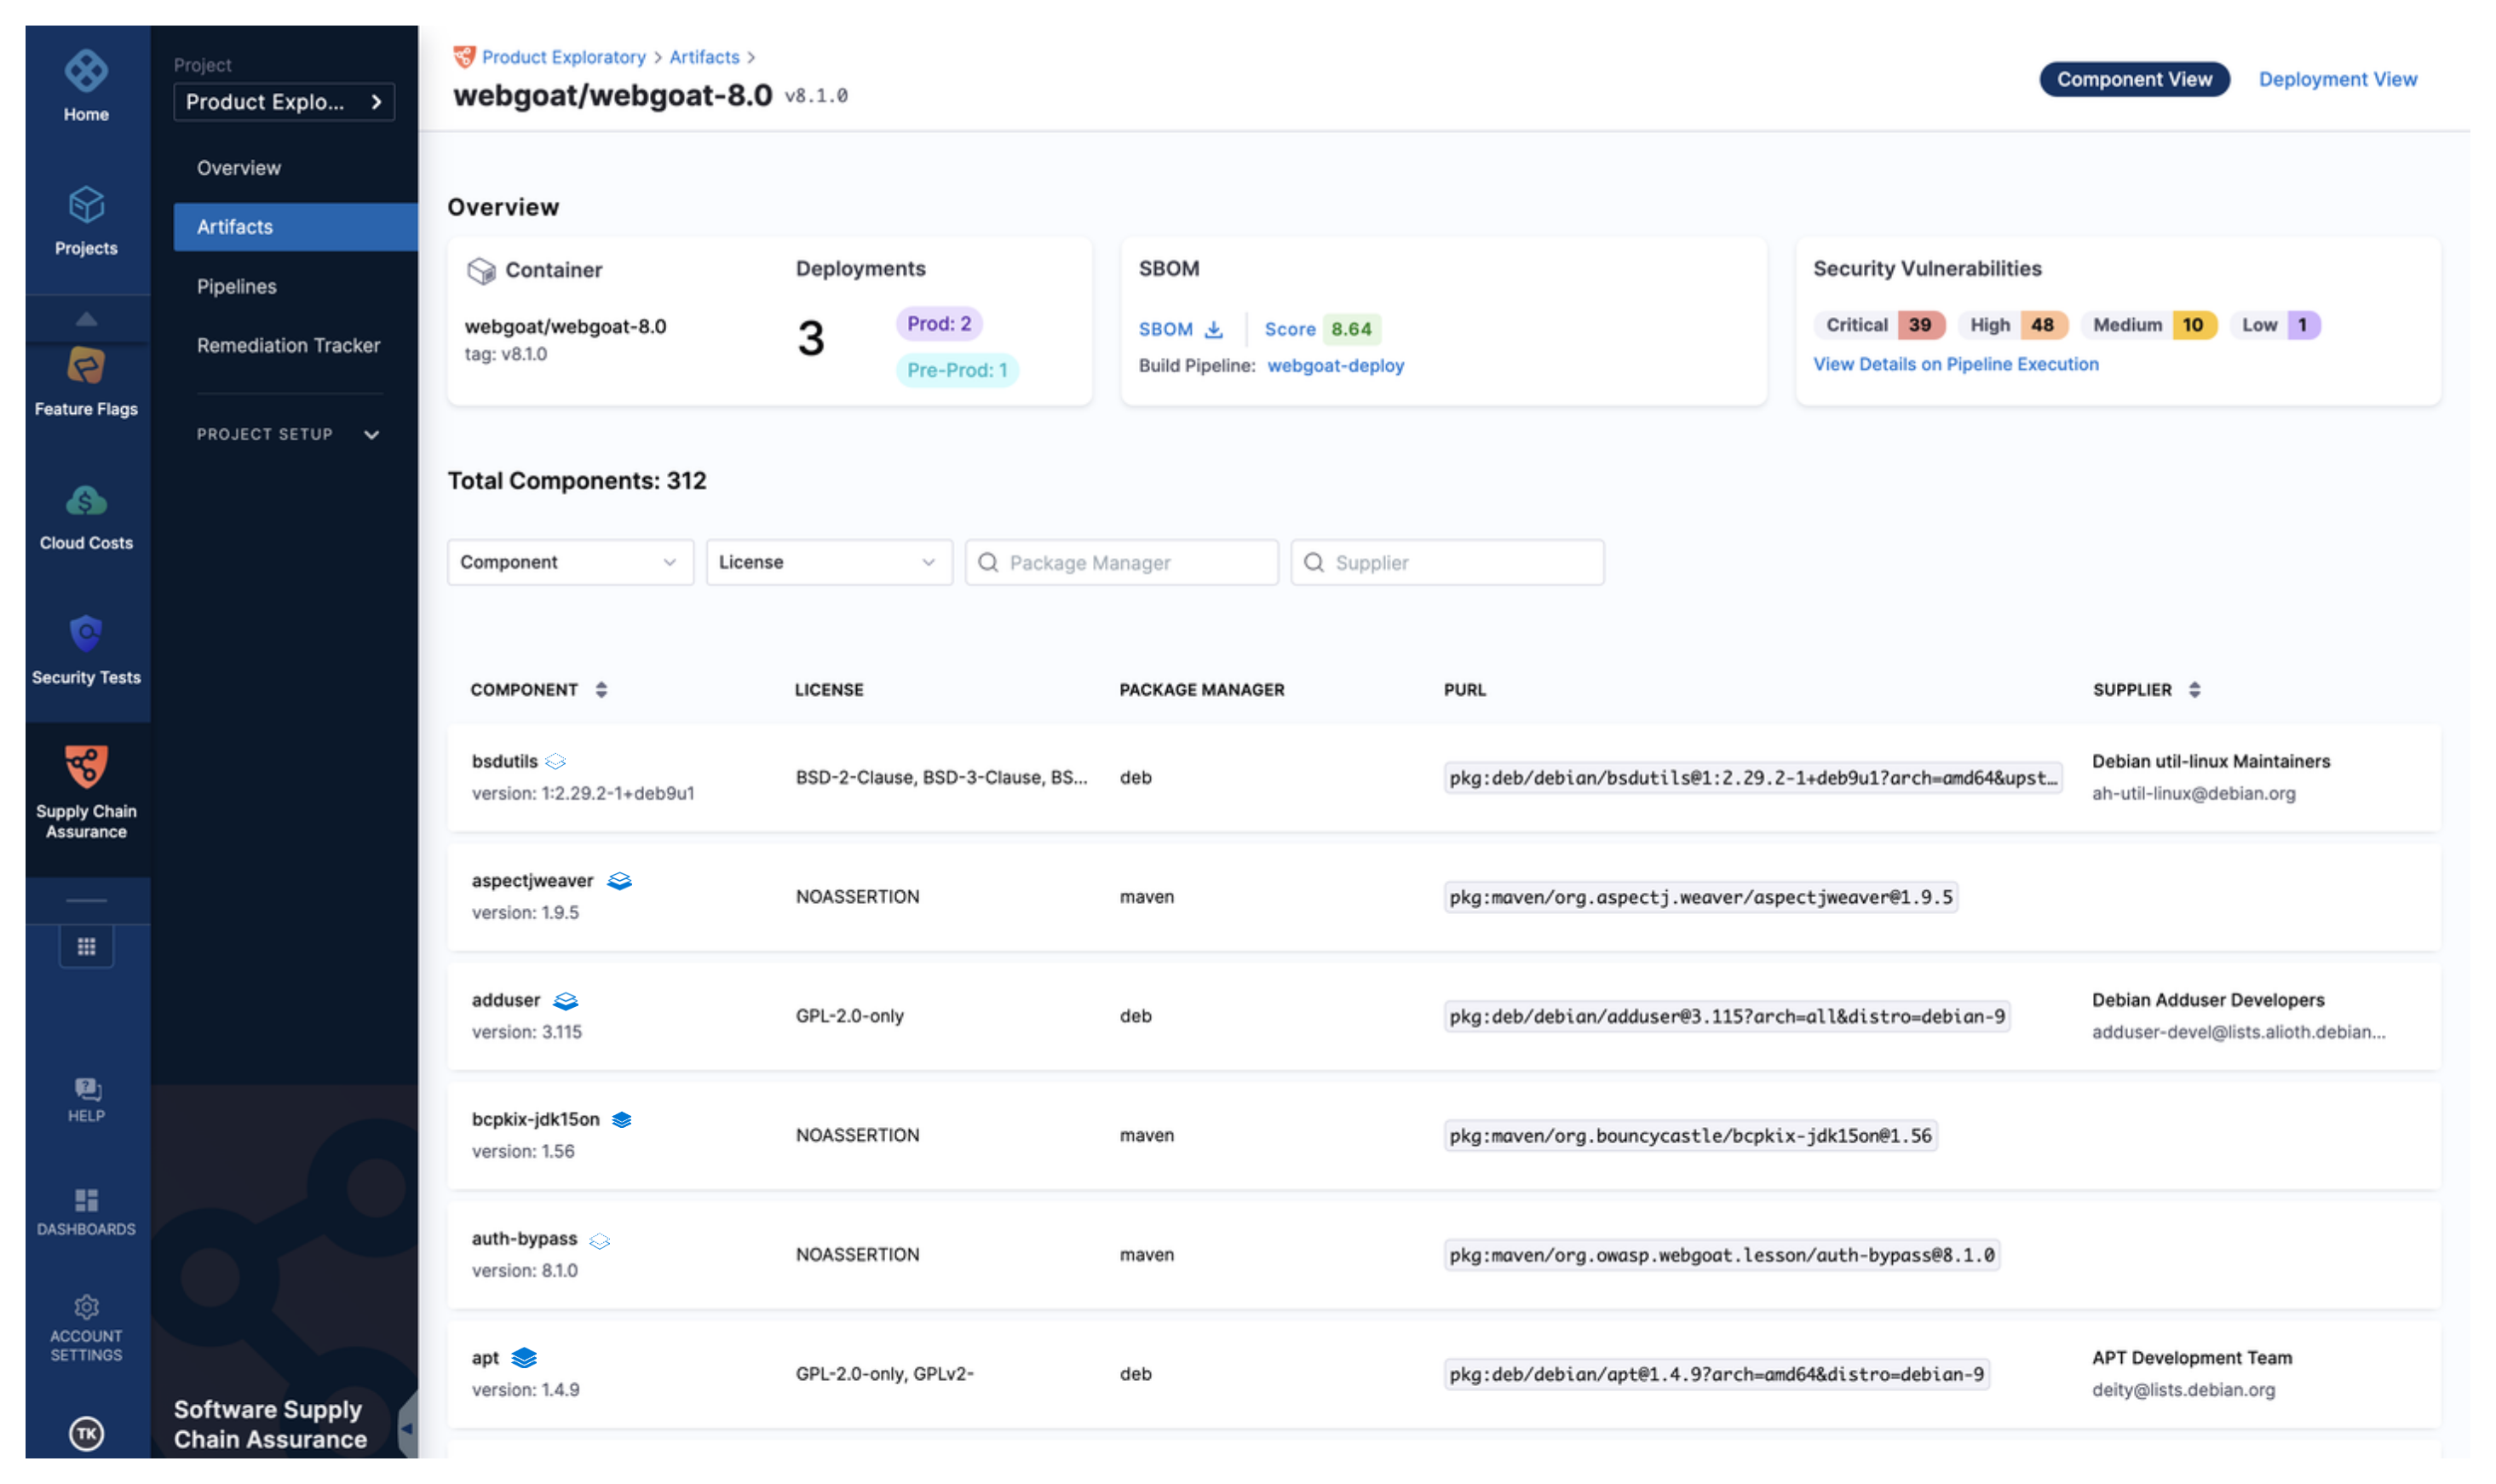 Home
Projects
Feature Flags
Cloud Costs
Security Tests
Supply Chain
Assurance
HELP
DASHBOARDS
ACCOUNT
SETTINGS
TK
Project
Product Explo...
Overview
Artifacts
Pipelines
Remediation Tracker
PROJECT SETUP
Software Supply
Chain Assurance
Product Exploratory > Artifacts >
webgoat/webgoat-8.0 v8.1.0
Component View Deployment View
Overview
Container
webgoat/webgoat-8.0
tag: v8.1.0
Deployments
3
Prod: 2
Pre-Prod: 1
SBOM
SBOM Score 8.64
Build Pipeline: webgoat-deploy
Security Vulnerabilities
Critical 39 High 48 Medium 10 Low 1
View Details on Pipeline Execution
Total Components: 312
Component License Package Manager Supplier
COMPONENT LICENSE PACKAGE MANAGER PURL SUPPLIER
bsdutils
version: 1:2.29.2-1+deb9u1
BSD-2-Clause, BSD-3-Clause, BS...
deb
pkg:deb/debian/bsdutils@1:2.29.2-1+deb9u1?arch=amd64&upst...
Debian util-linux Maintainers
ah-util-linux@debian.org
aspectjweaver
version: 1.9.5
NOASSERTION
maven
pkg:maven/org.aspectj.weaver/aspectjweaver@1.9.5
adduser
version: 3.115
GPL-2.0-only
deb
pkg:deb/debian/adduser@3.115?arch=all&distro=debian-9
Debian Adduser Developers
adduser-devel@lists.alioth.debian...
bcpkix-jdk15on
version: 1.56
NOASSERTION
maven
pkg:maven/org.bouncycastle/bcpkix-jdk15on@1.56
auth-bypass
version: 8.1.0
NOASSERTION
maven
pkg:maven/org.owasp.webgoat.lesson/auth-bypass@8.1.0
apt
version: 1.4.9
GPL-2.0-only, GPLv2-
deb
pkg:deb/debian/apt@1.4.9?arch=amd64&distro=debian-9
APT Development Team
deity@lists.debian.org